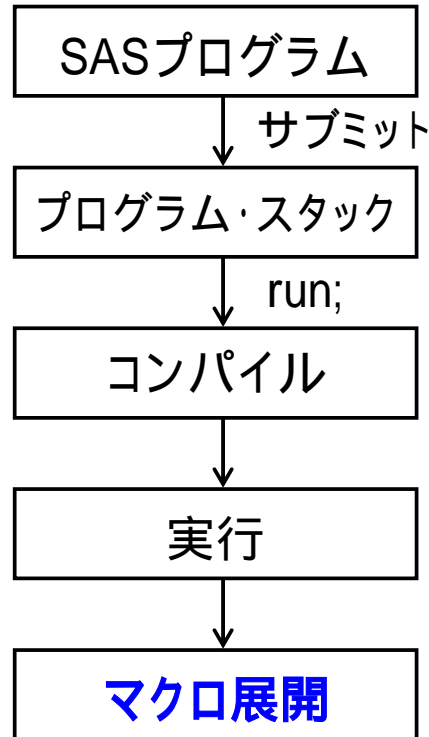 SASプログラム
サブミット
プログラム・スタック
run;
コンパイル
実行
マクロ展開